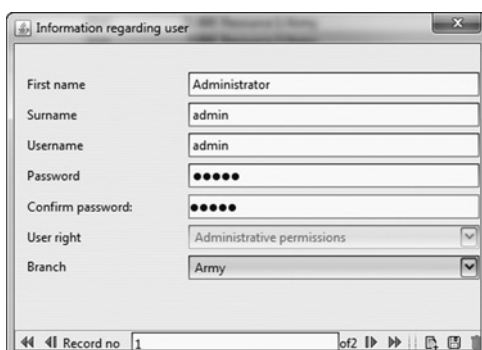 Information regarding user
First name Administrator
Surname admin
Username admin
Password ●●●●●
Confirm password: ●●●●●
User right Administrative permissions
Branch Army
Record no 1 of2